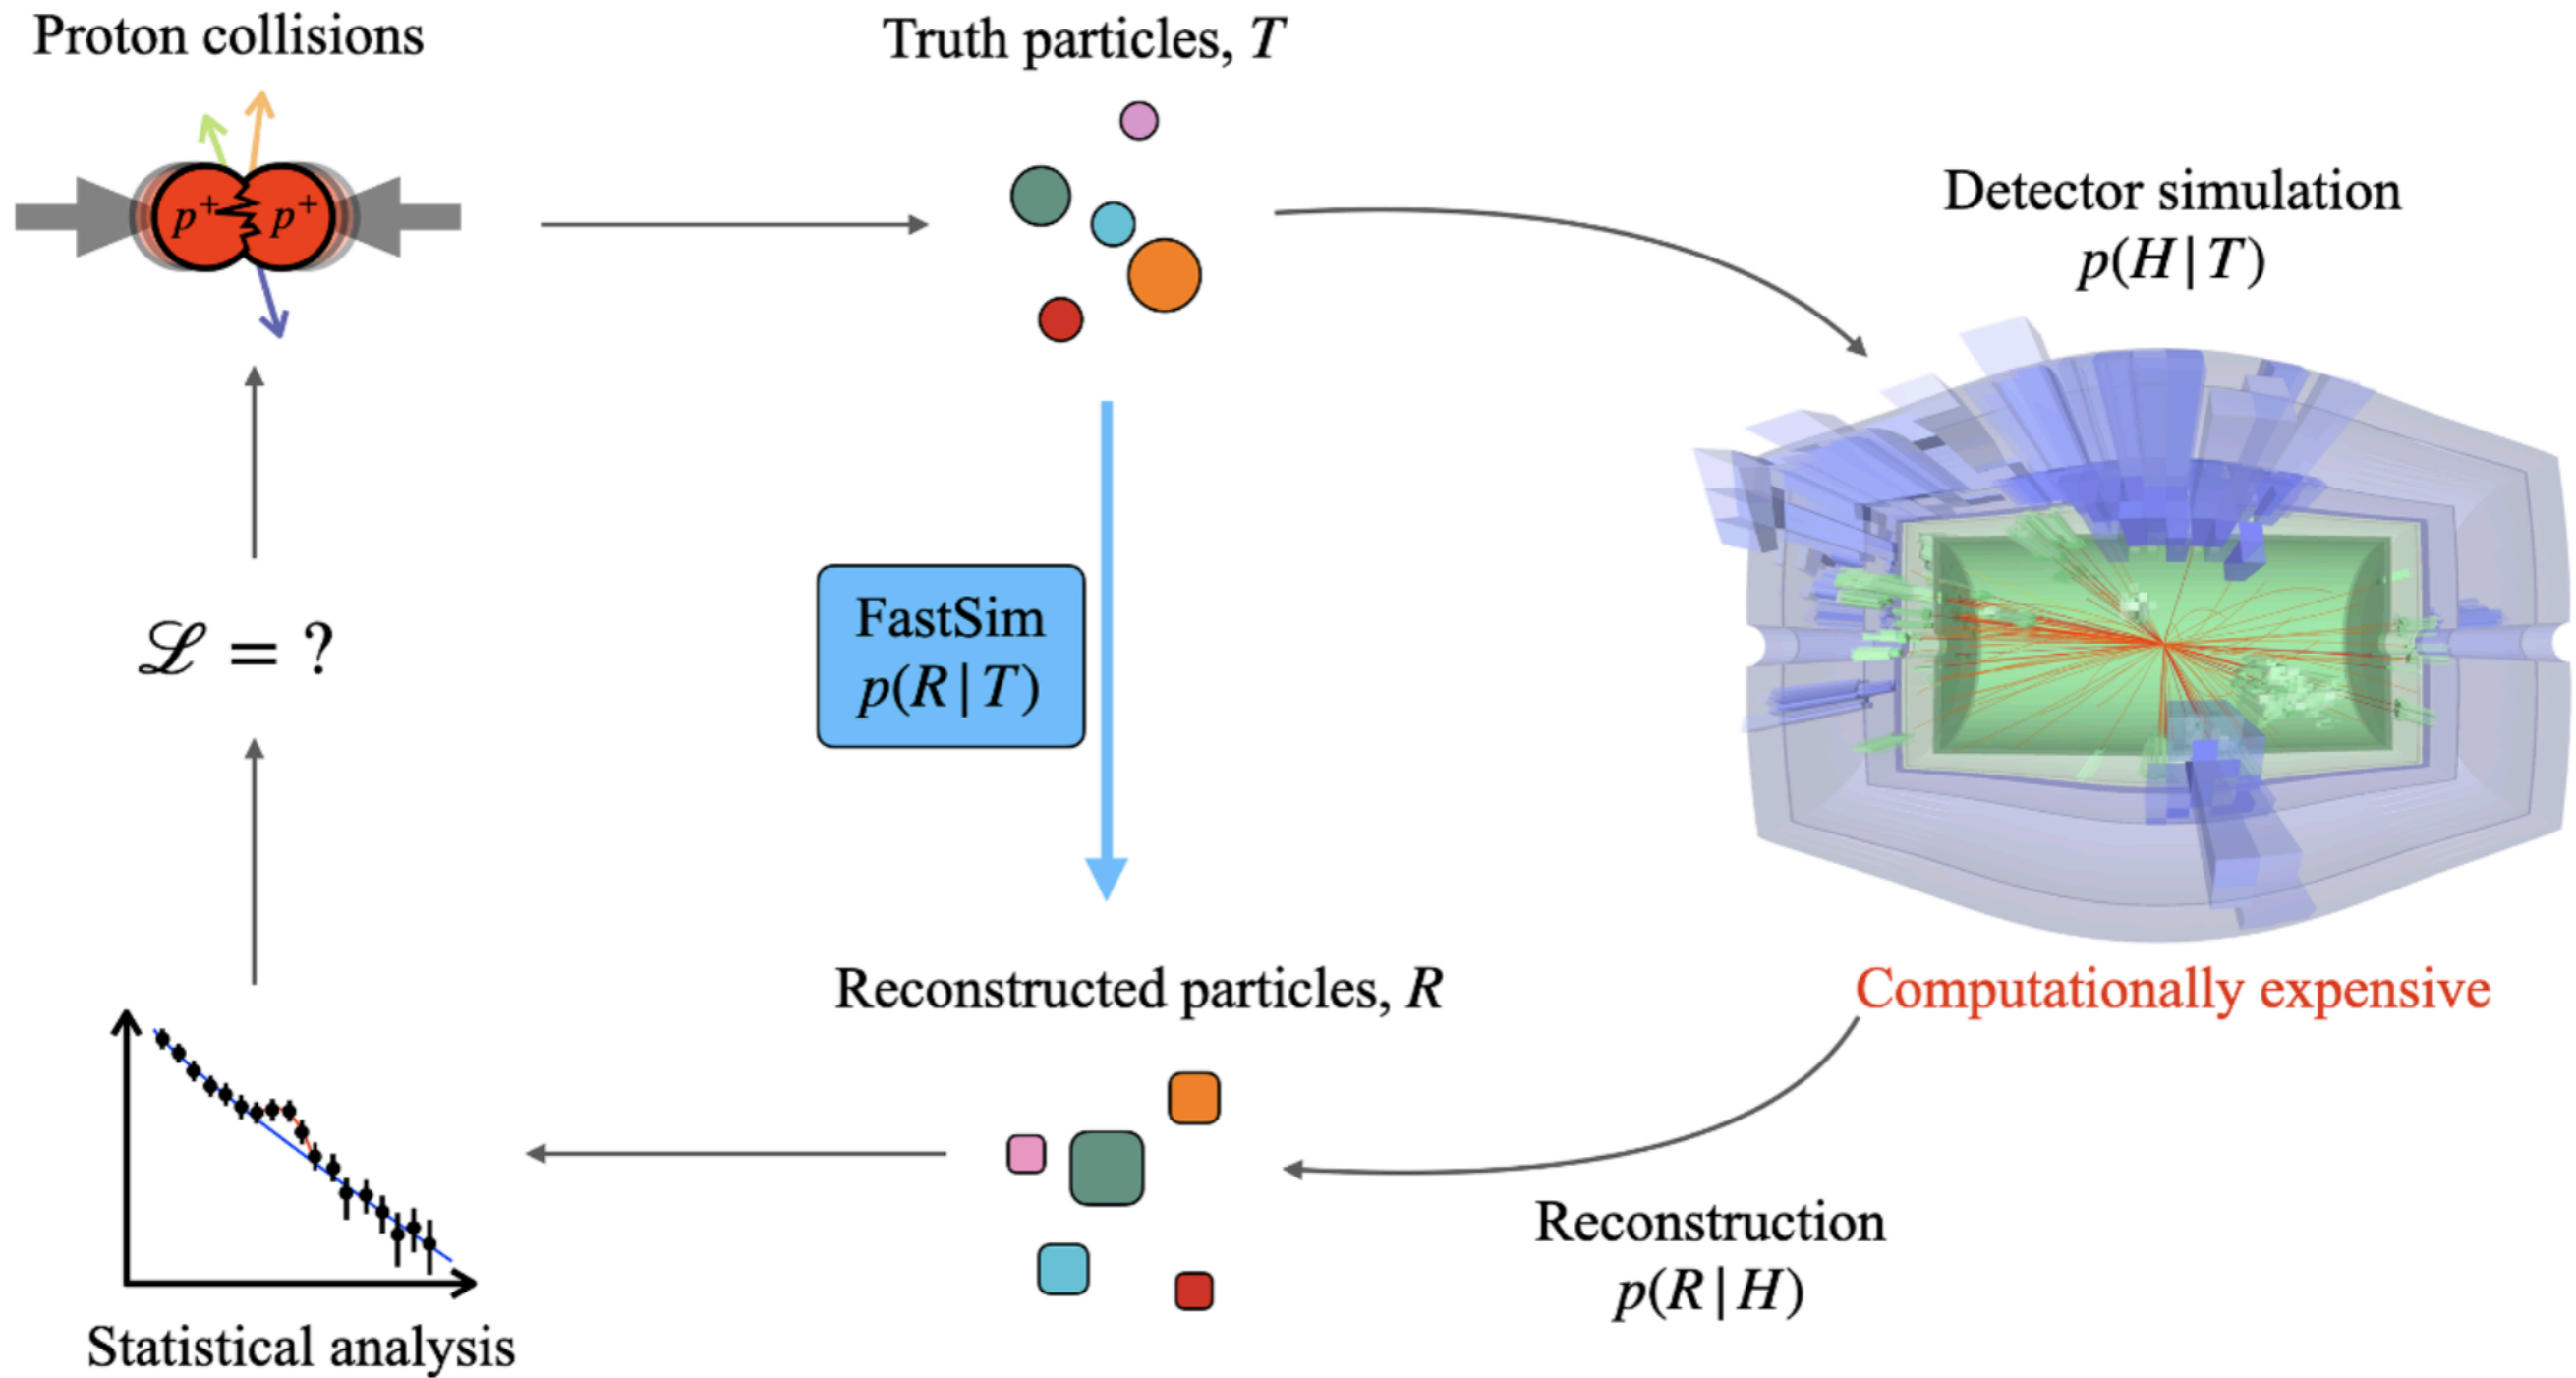 Proton collisions
p⁺ p⁺
Truth particles, T
Detector simulation
p(H|T)
FastSim
p(R|T)
ℒ = ?
Computationally expensive
Reconstructed particles, R
Reconstruction
p(R|H)
Statistical analysis